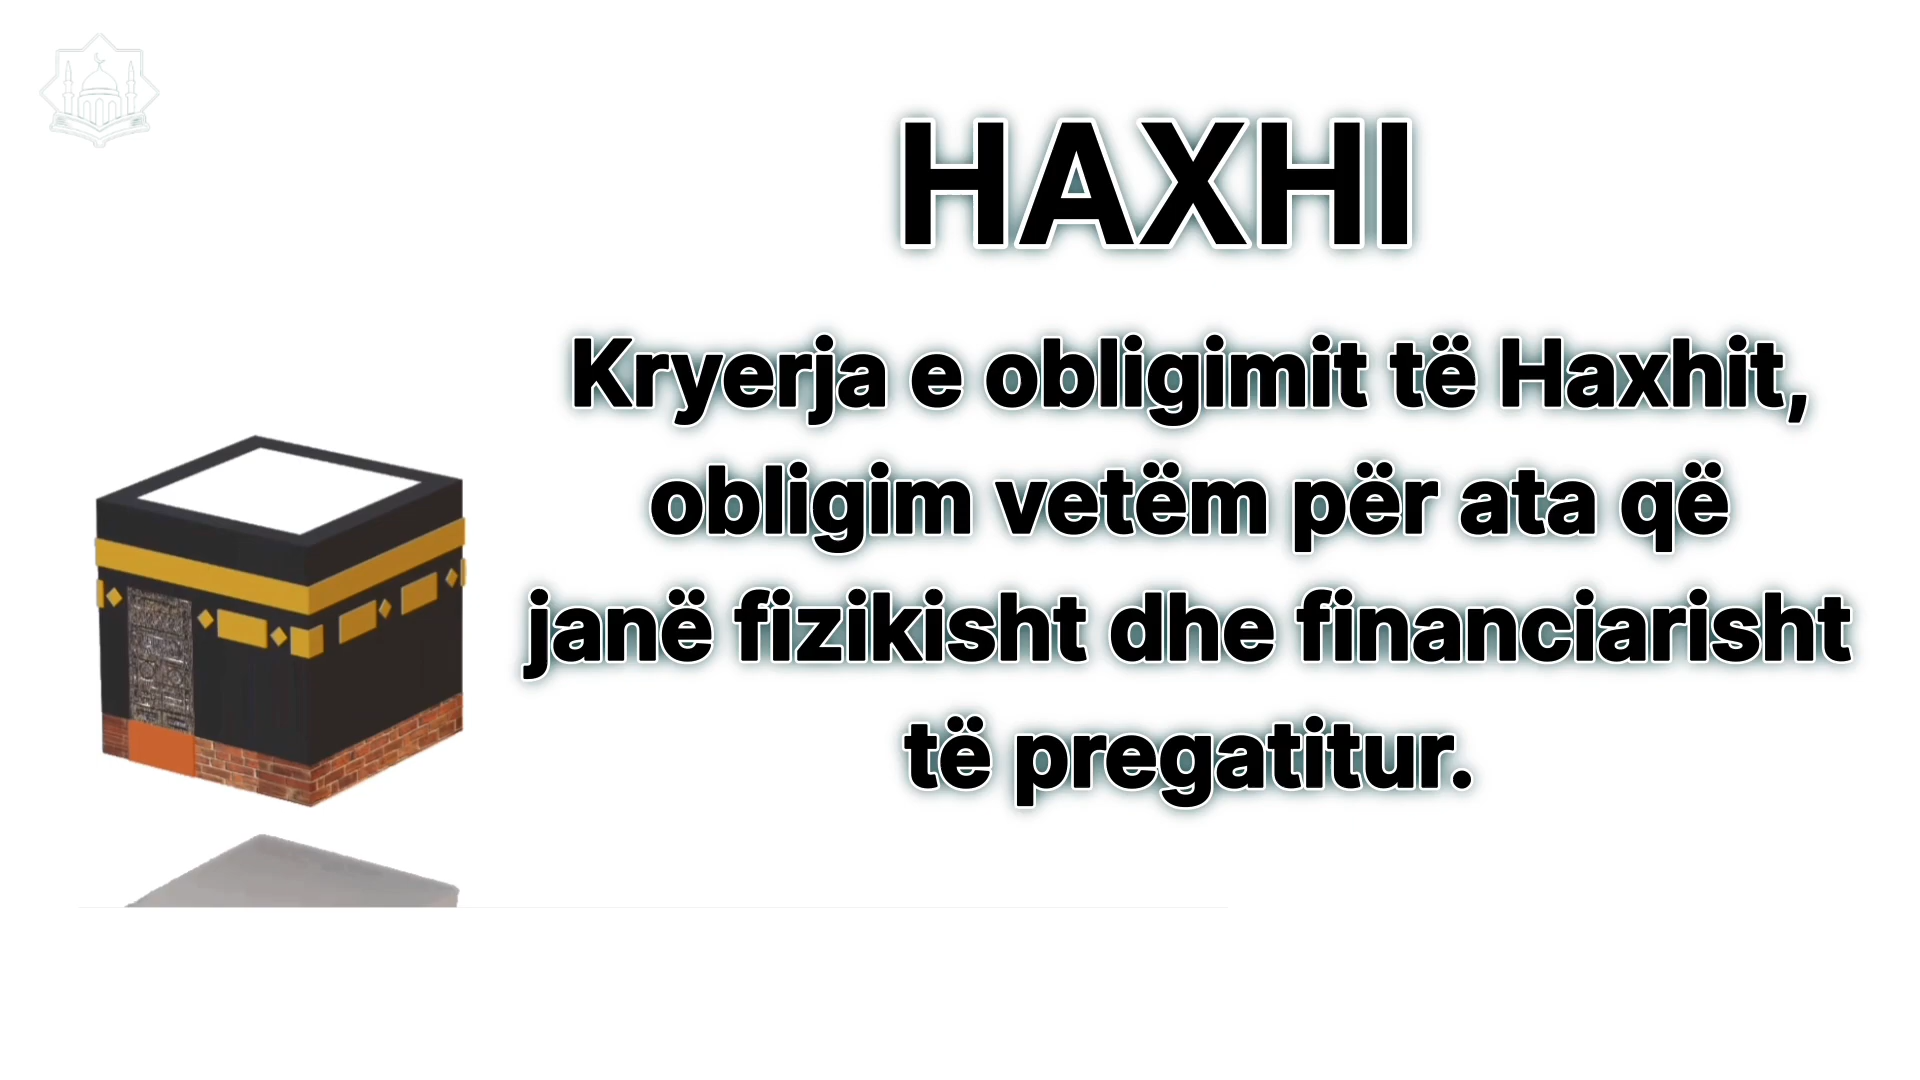 HAXHI
Kryerja e obligimit të Haxhit,
obligim vetëm për ata që
janë fizikisht dhe financiarisht
të pregatitur.